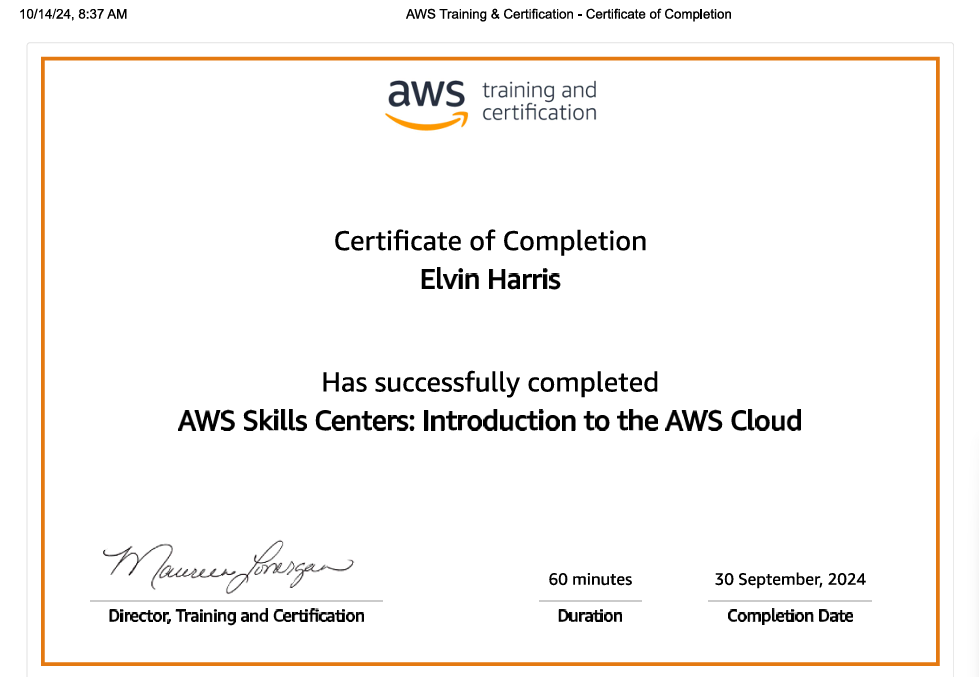 10/14/24, 8:37 AM
AWS Training & Certification - Certificate of Completion
aws training and
certification
Certificate of Completion
Elvin Harris
Has successfully completed
AWS Skills Centers: Introduction to the AWS Cloud
Maureen Lonergan
60 minutes
30 September, 2024
Director, Training and Certification
Duration
Completion Date